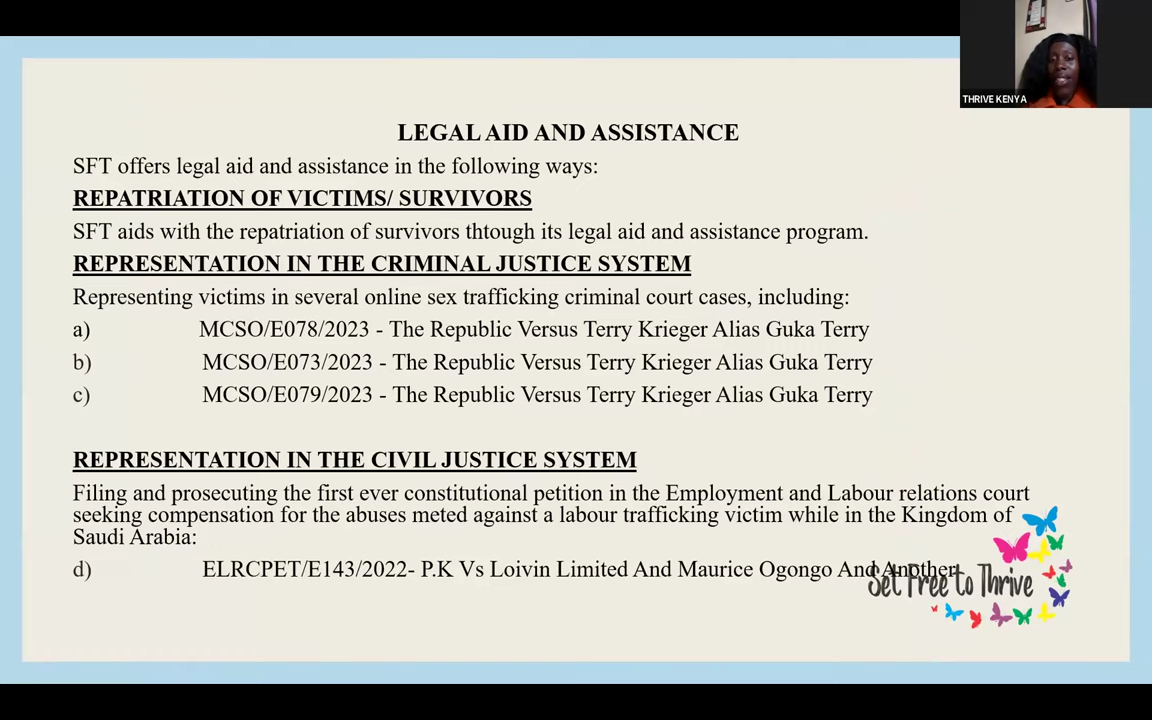 THRIVE KENYA
LEGAL AID AND ASSISTANCE
SFT offers legal aid and assistance in the following ways:
REPATRIATION OF VICTIMS/ SURVIVORS
SFT aids with the repatriation of survivors thtough its legal aid and assistance program.
REPRESENTATION IN THE CRIMINAL JUSTICE SYSTEM
Representing victims in several online sex trafficking criminal court cases, including:
a) MCSO/E078/2023 - The Republic Versus Terry Krieger Alias Guka Terry
b) MCSO/E073/2023 - The Republic Versus Terry Krieger Alias Guka Terry
c) MCSO/E079/2023 - The Republic Versus Terry Krieger Alias Guka Terry
REPRESENTATION IN THE CIVIL JUSTICE SYSTEM
Filing and prosecuting the first ever constitutional petition in the Employment and Labour relations court
seeking compensation for the abuses meted against a labour trafficking victim while in the Kingdom of
Saudi Arabia:
d) ELRCPET/E143/2022- P.K Vs Loivin Limited And Maurice Ogongo And Another
Set Free to Thrive